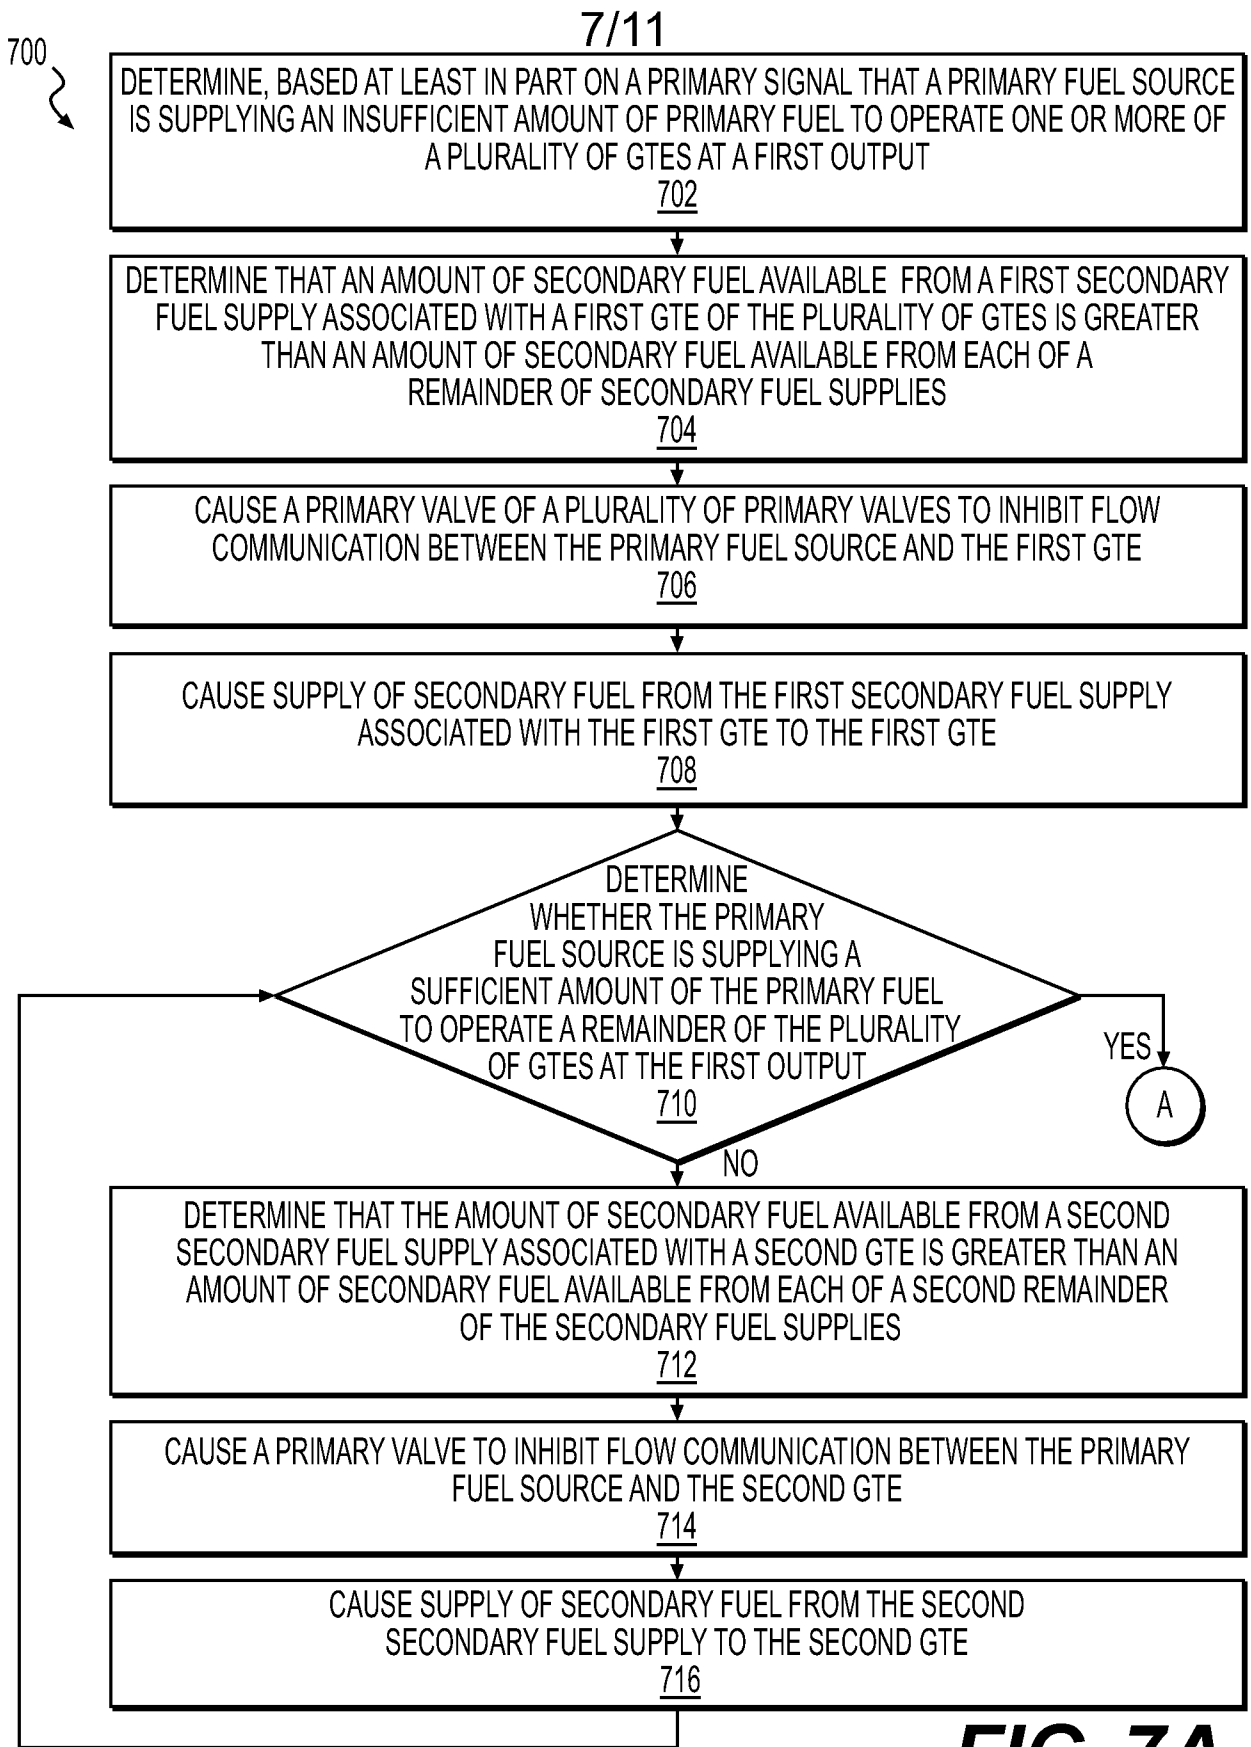 7/11
700
DETERMINE, BASED AT LEAST IN PART ON A PRIMARY SIGNAL THAT A PRIMARY FUEL SOURCE
IS SUPPLYING AN INSUFFICIENT AMOUNT OF PRIMARY FUEL TO OPERATE ONE OR MORE OF
A PLURALITY OF GTES AT A FIRST OUTPUT
702
DETERMINE THAT AN AMOUNT OF SECONDARY FUEL AVAILABLE FROM A FIRST SECONDARY
FUEL SUPPLY ASSOCIATED WITH A FIRST GTE OF THE PLURALITY OF GTES IS GREATER
THAN AN AMOUNT OF SECONDARY FUEL AVAILABLE FROM EACH OF A
REMAINDER OF SECONDARY FUEL SUPPLIES
704
CAUSE A PRIMARY VALVE OF A PLURALITY OF PRIMARY VALVES TO INHIBIT FLOW
COMMUNICATION BETWEEN THE PRIMARY FUEL SOURCE AND THE FIRST GTE
706
CAUSE SUPPLY OF SECONDARY FUEL FROM THE FIRST SECONDARY FUEL SUPPLY
ASSOCIATED WITH THE FIRST GTE TO THE FIRST GTE
708
DETERMINE
WHETHER THE PRIMARY
FUEL SOURCE IS SUPPLYING A
SUFFICIENT AMOUNT OF THE PRIMARY FUEL
TO OPERATE A REMAINDER OF THE PLURALITY
OF GTES AT THE FIRST OUTPUT
710
YES
A
NO
DETERMINE THAT THE AMOUNT OF SECONDARY FUEL AVAILABLE FROM A SECOND
SECONDARY FUEL SUPPLY ASSOCIATED WITH A SECOND GTE IS GREATER THAN AN
AMOUNT OF SECONDARY FUEL AVAILABLE FROM EACH OF A SECOND REMAINDER
OF THE SECONDARY FUEL SUPPLIES
712
CAUSE A PRIMARY VALVE TO INHIBIT FLOW COMMUNICATION BETWEEN THE PRIMARY
FUEL SOURCE AND THE SECOND GTE
714
CAUSE SUPPLY OF SECONDARY FUEL FROM THE SECOND
SECONDARY FUEL SUPPLY TO THE SECOND GTE
716
FIG. 7A